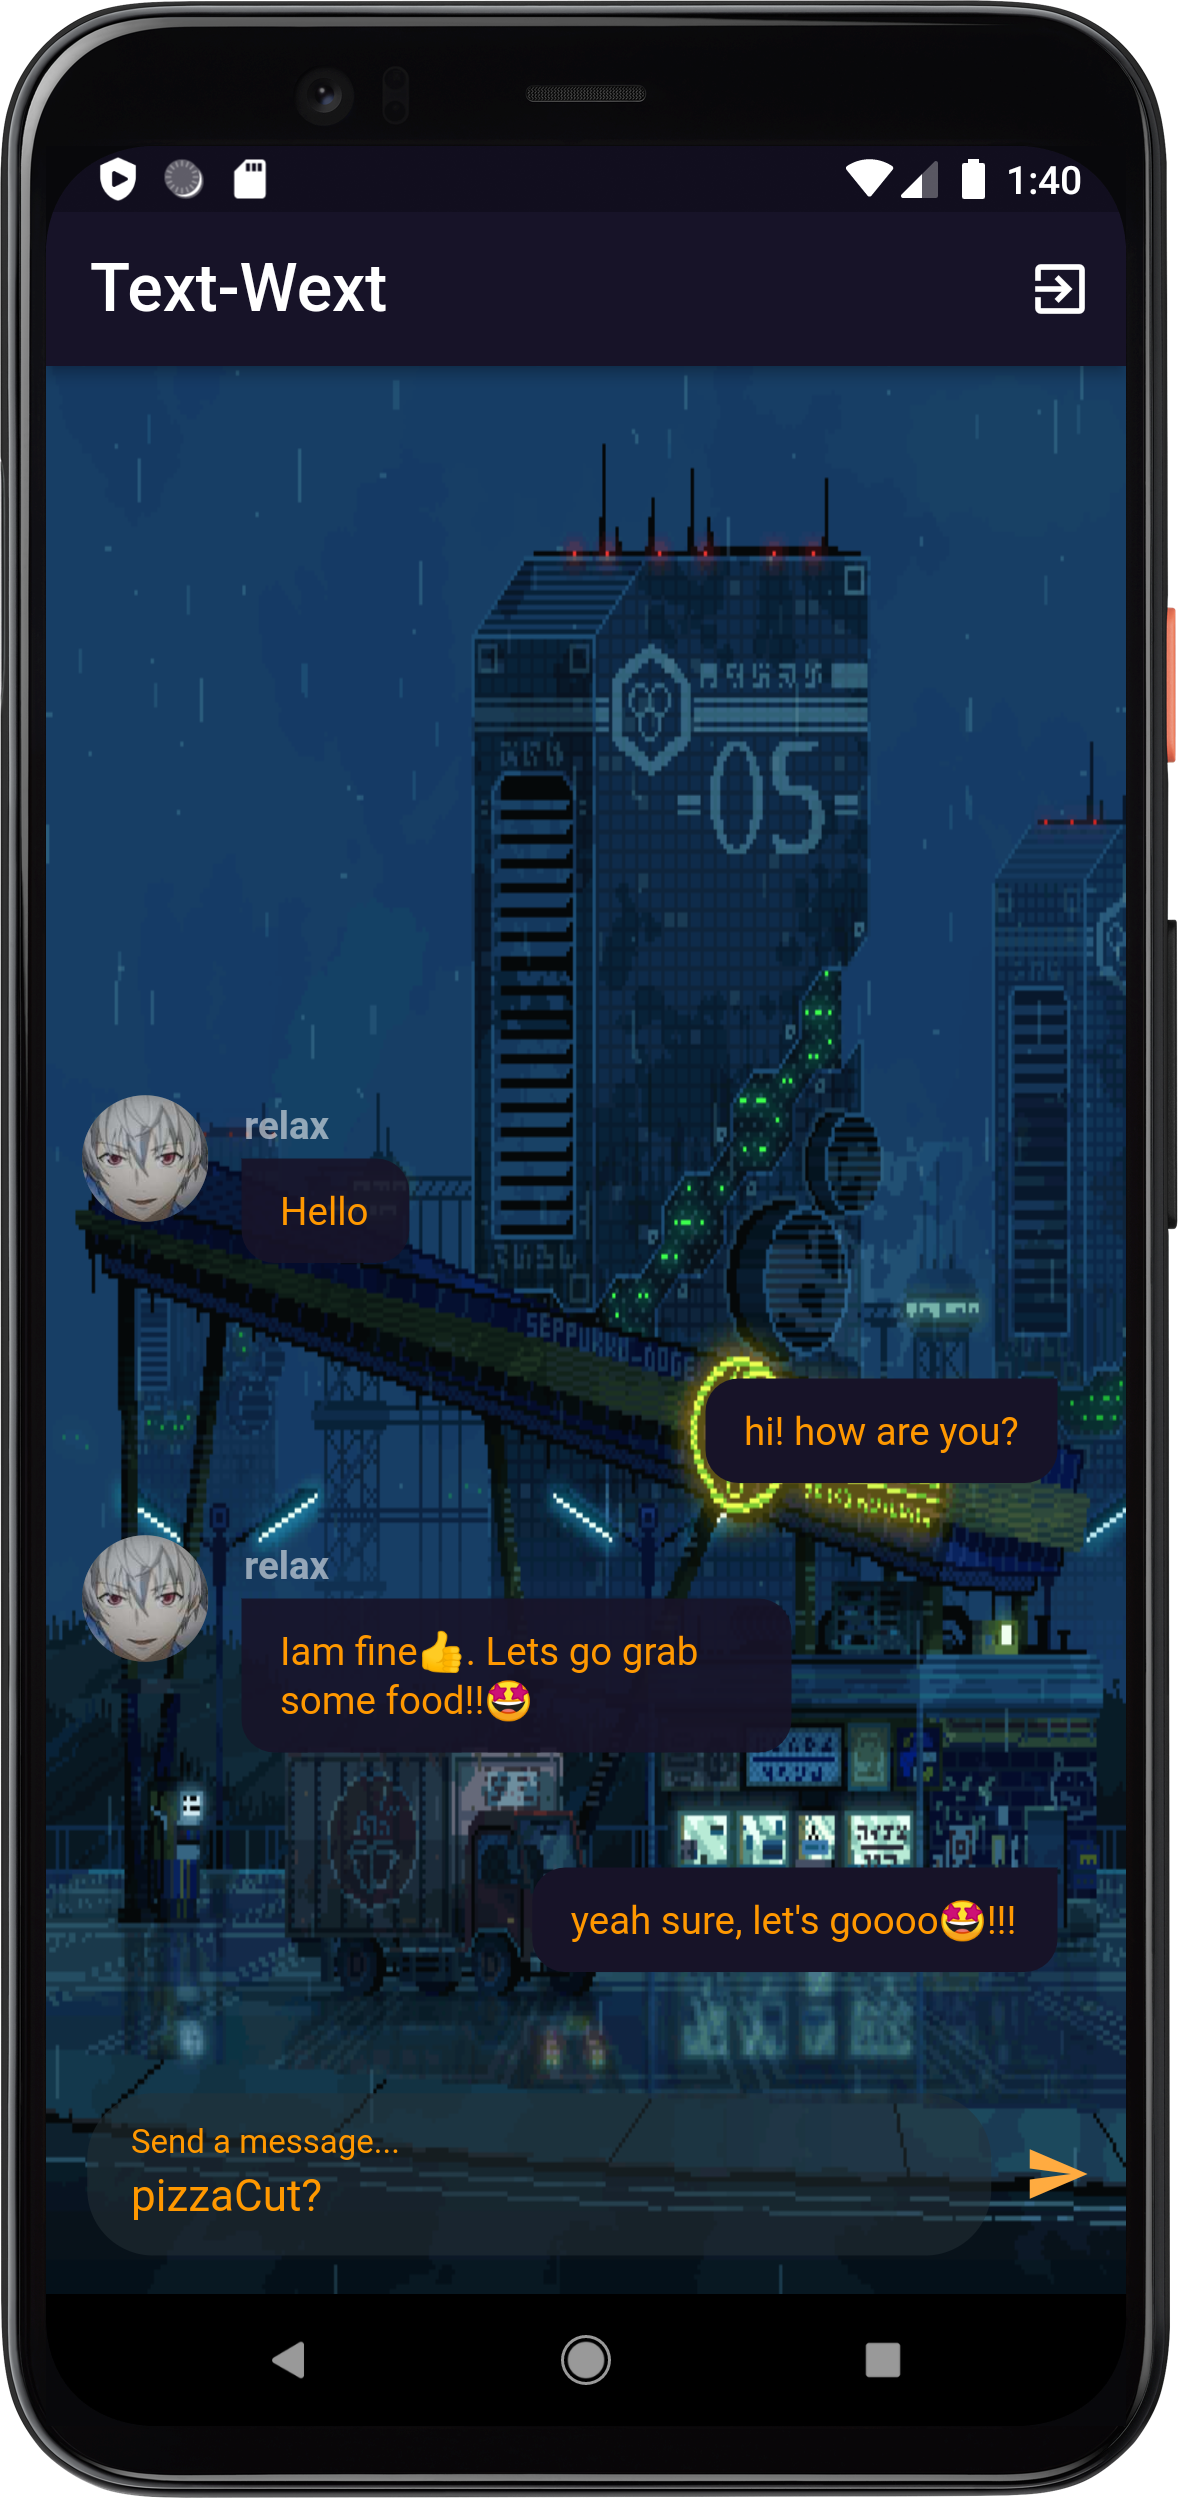 1:40
Text-Wext
05
relax
Hello
hi! how are you?
relax
Iam fine👍. Lets go grab
some food!!🤩
yeah sure, let's goooo🤩!!!
Send a message...
pizzaCut?